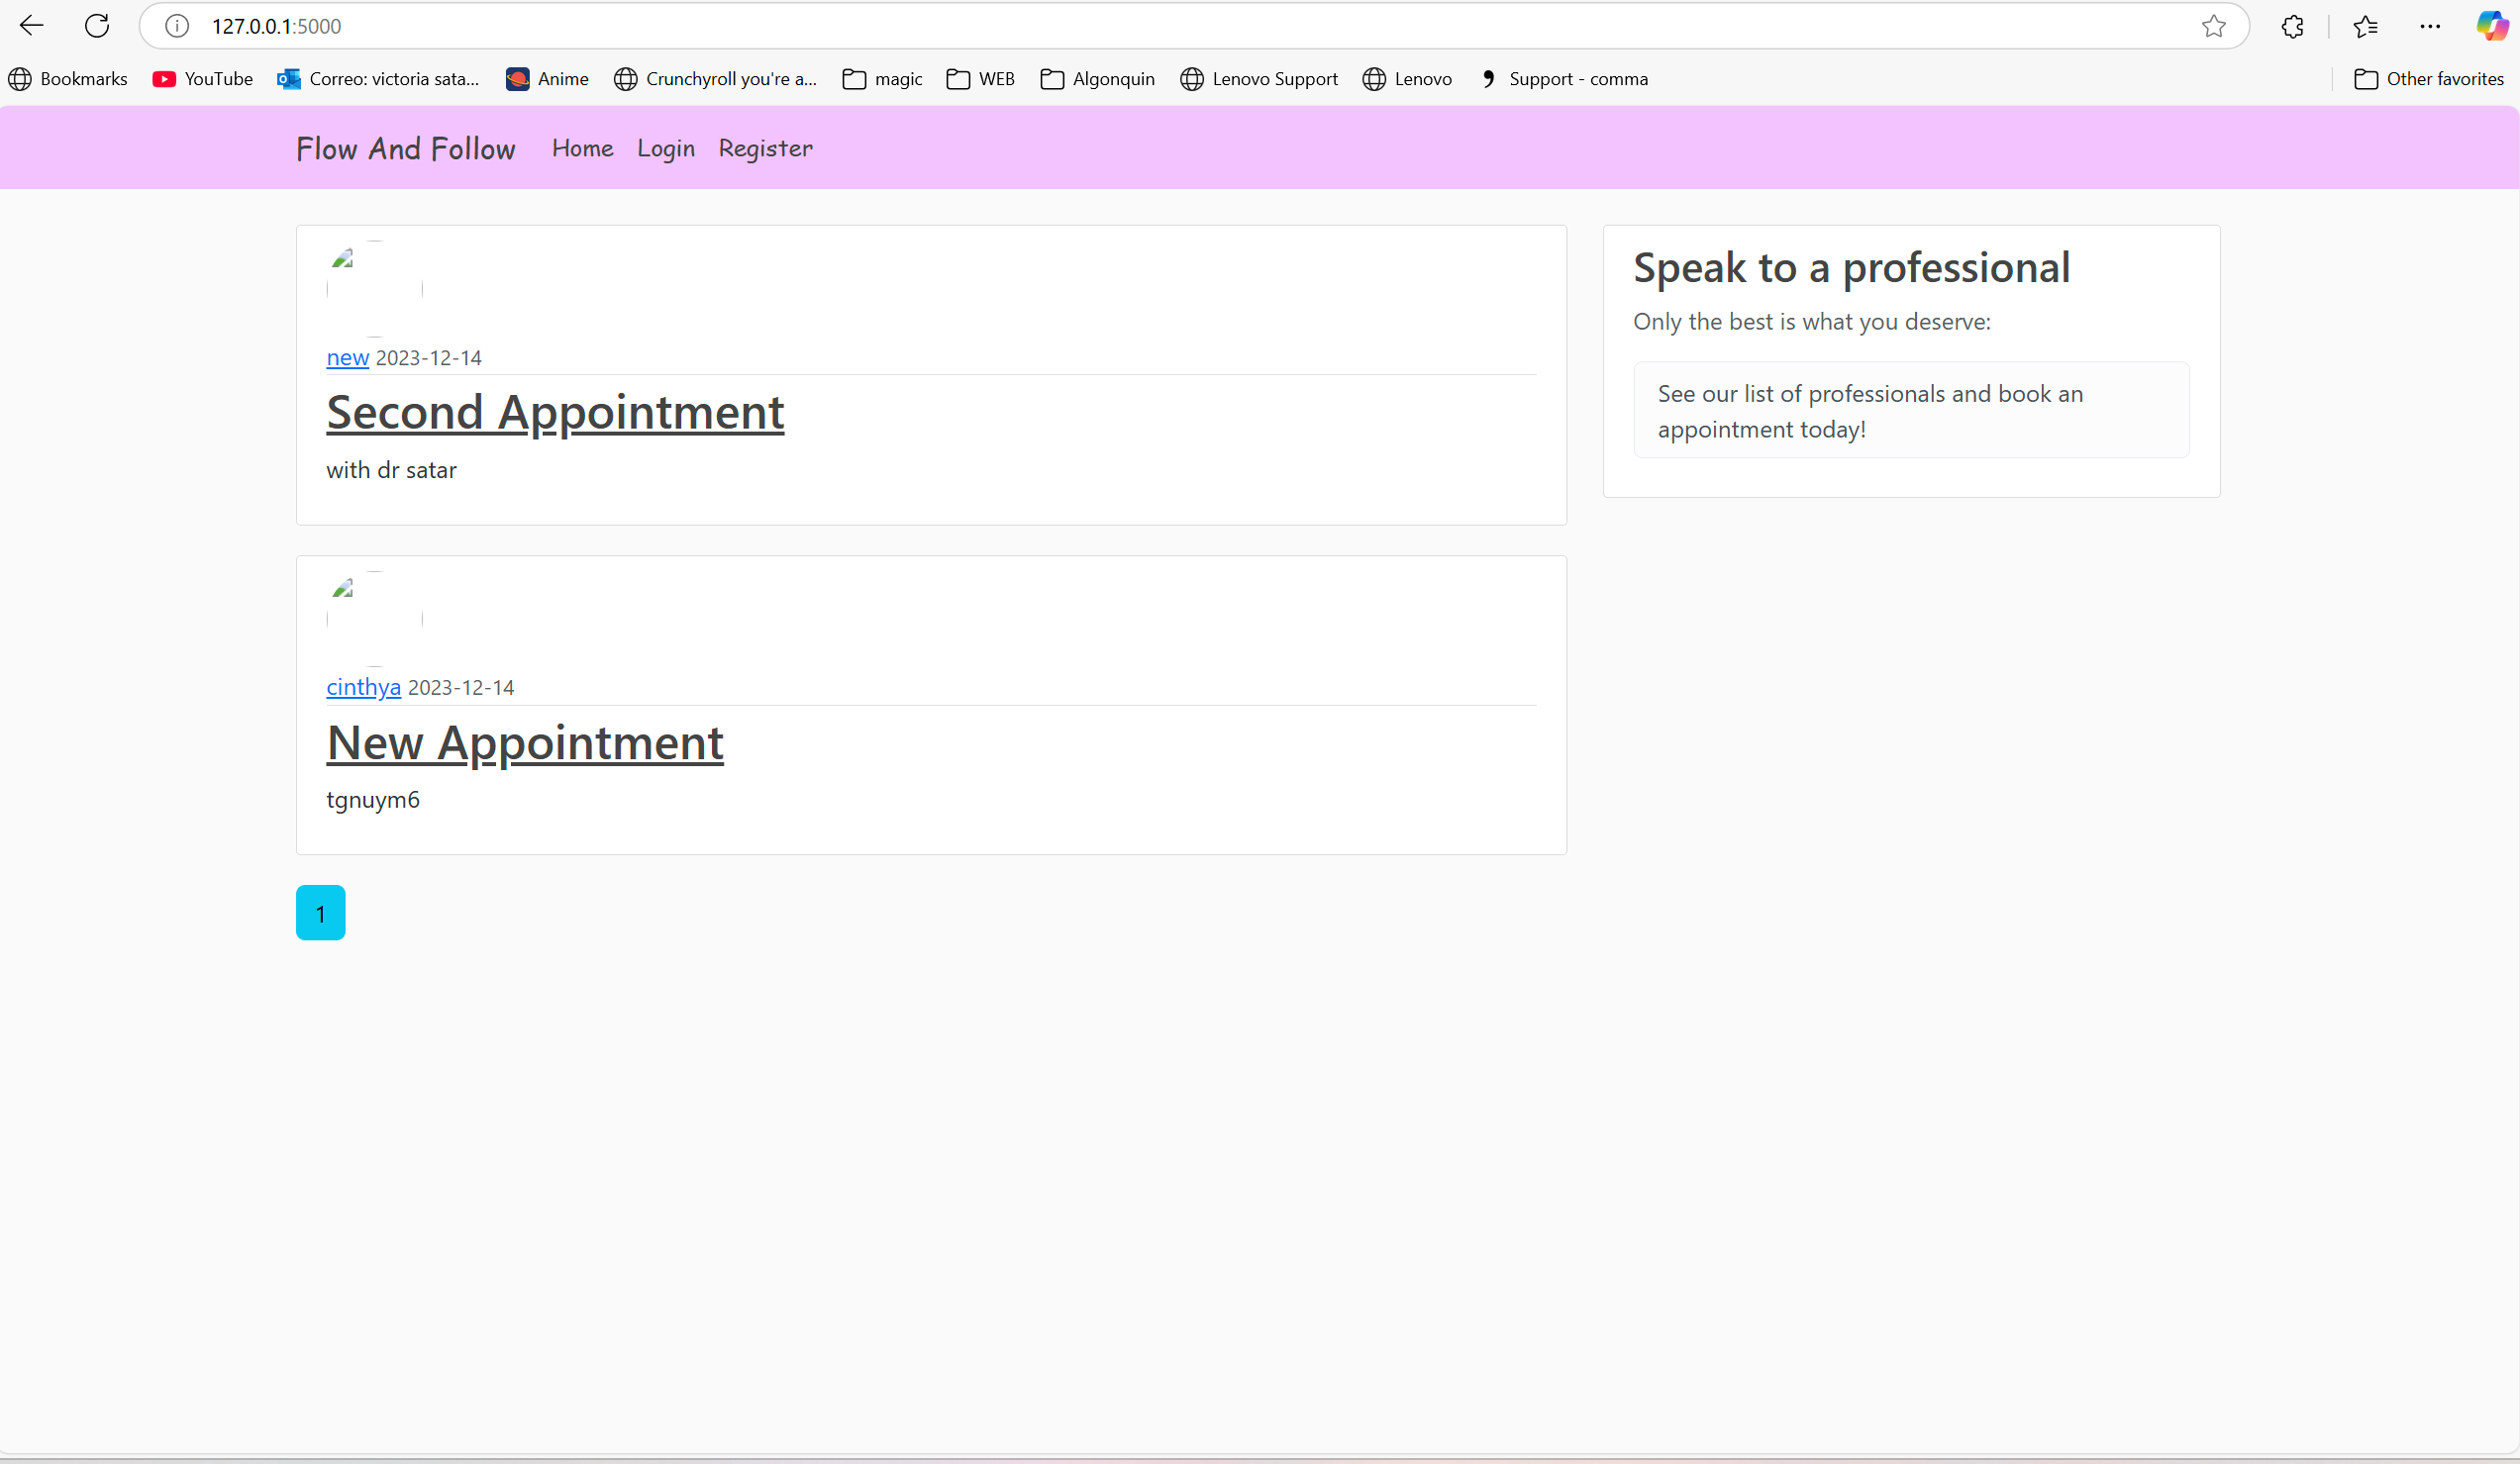 127.0.0.1:5000
Bookmarks YouTube Correo: victoria sata... Anime Crunchyroll you're a... magic WEB Algonquin Lenovo Support Lenovo Support - comma Other favorites
Flow And Follow Home Login Register
new 2023-12-14
Second Appointment
with dr satar
cinthya 2023-12-14
New Appointment
tgnuym6
1
Speak to a professional
Only the best is what you deserve:
See our list of professionals and book an
appointment today!